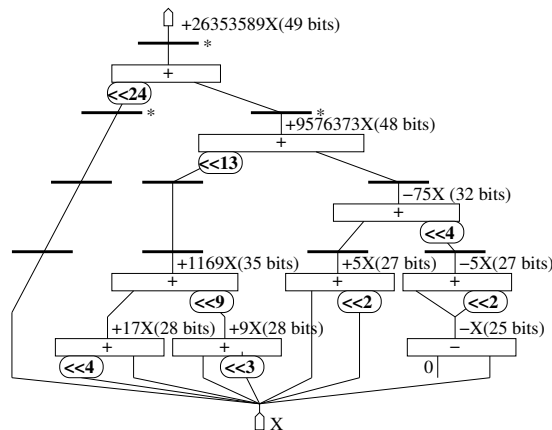 +26353589X(49 bits)
*
+
<<24
*
*
+9576373X(48 bits)
+
<<13
−75X (32 bits)
+
<<4
+1169X(35 bits)
+5X(27 bits)
−5X(27 bits)
+
+
+
<<9
<<2
<<2
+17X(28 bits)
+9X(28 bits)
−X(25 bits)
+
+
−
<<4
<<3
0
X